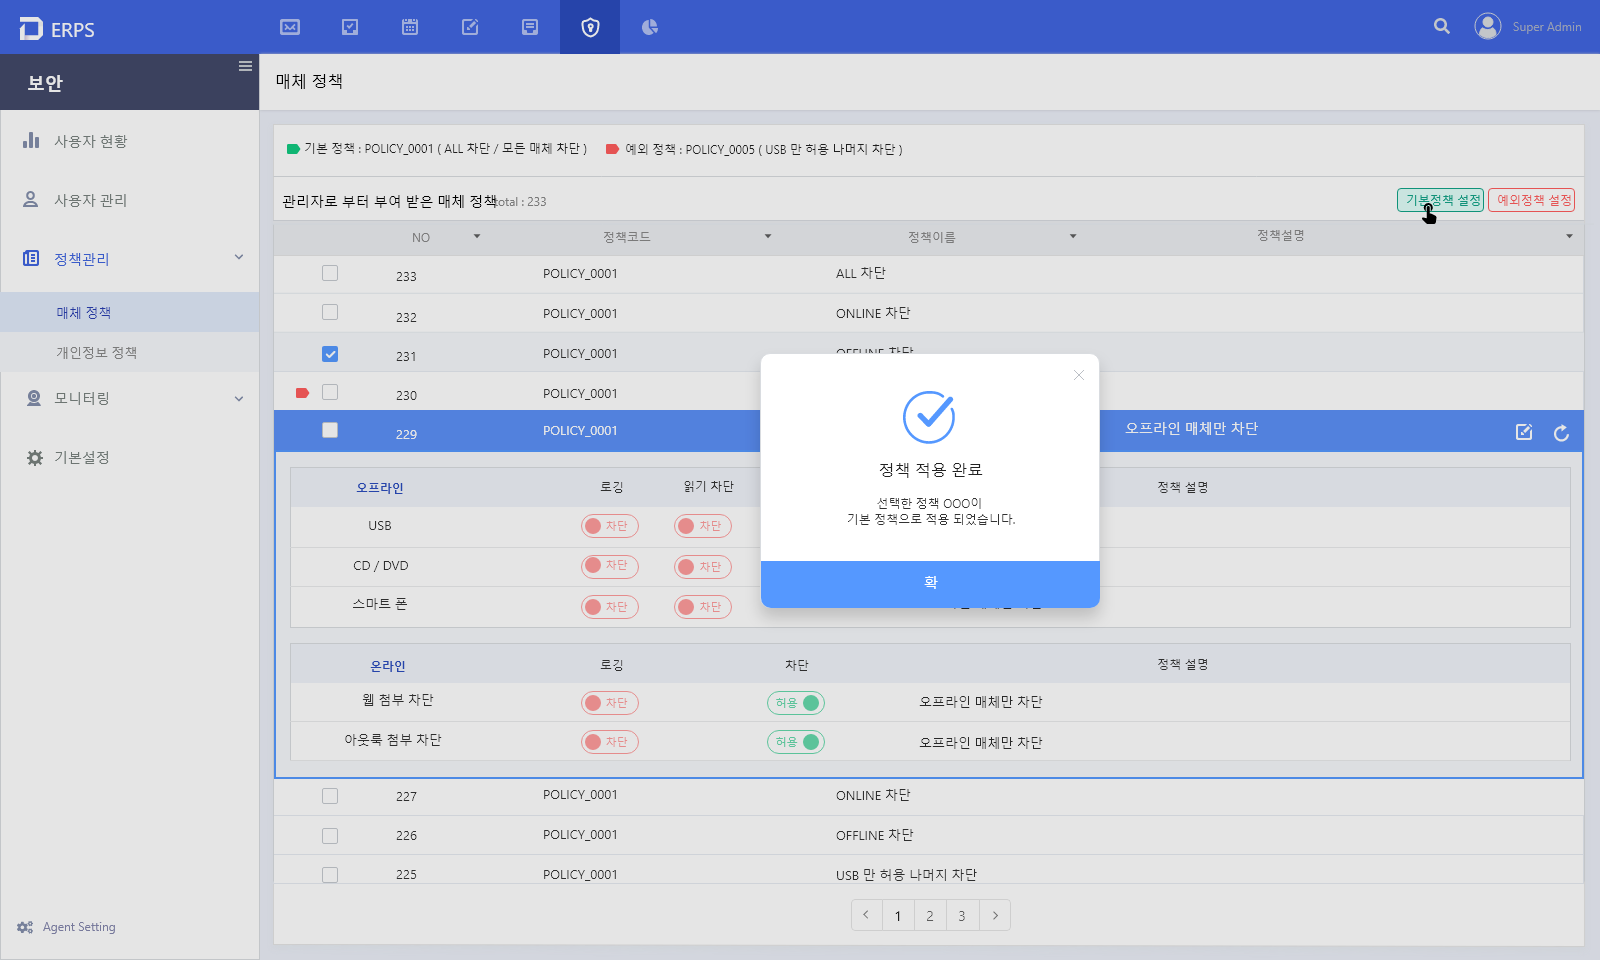 ERPS
Super Admin
보안
매체 정책
사용자 현황
사용자 관리
정책관리
매체 정책
개인정보 정책
모니터링
기본설정
Agent Setting
기본 정책 : POLICY_0001 ( ALL 차단 / 모든 매체 차단 ) 예외 정책 : POLICY_0005 ( USB 만 허용 나머지 차단 )
관리자로 부터 부여 받은 매체 정책 total : 233 기본정책 설정 예외정책 설정
NO 정책코드 정책이름 정책설명
233 POLICY_0001 ALL 차단
232 POLICY_0001 ONLINE 차단
231 POLICY_0001 OFFLINE 차단
230 POLICY_0001
229 POLICY_0001 오프라인 매체만 차단
오프라인 로깅 읽기 차단 정책 설명
USB 차단 차단
CD / DVD 차단 차단
스마트 폰 차단 차단
온라인 로깅 차단 정책 설명
웹 첨부 차단 차단 허용 오프라인 매체만 차단
아웃룩 첨부 차단 차단 허용 오프라인 매체만 차단
227 POLICY_0001 ONLINE 차단
226 POLICY_0001 OFFLINE 차단
225 POLICY_0001 USB 만 허용 나머지 차단
1 2 3
정책 적용 완료
선택한 정책 OOO이
기본 정책으로 적용 되었습니다.
확